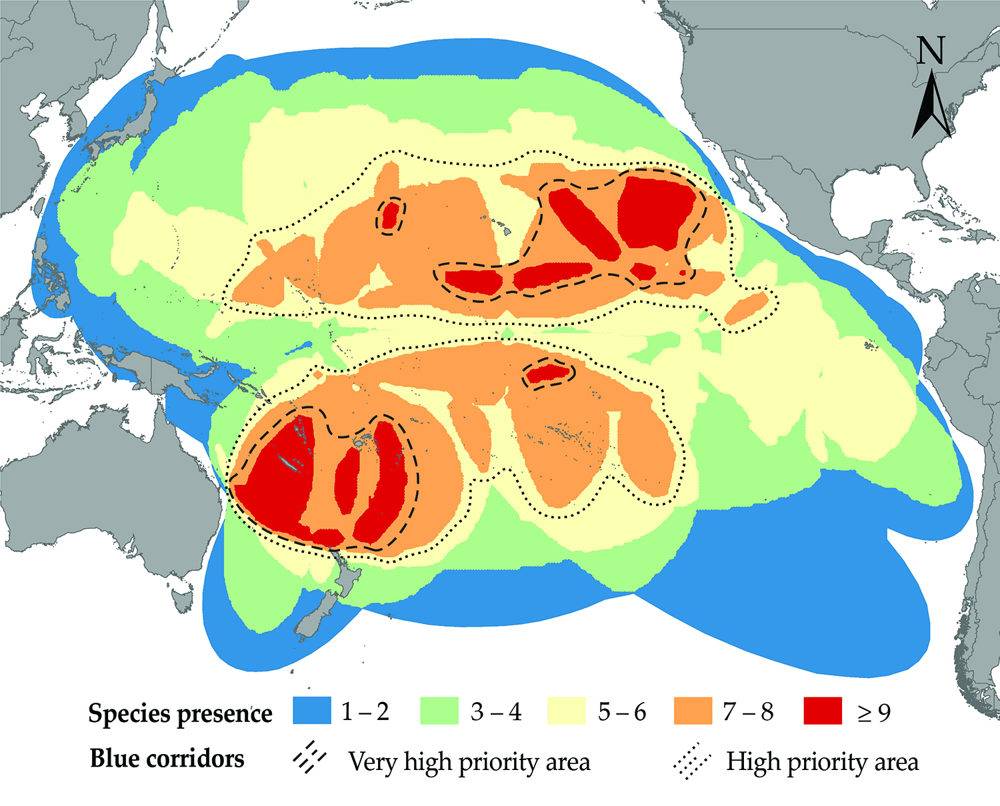 N
Species presence 1 – 2 3 – 4 5 – 6 7 – 8 ≥ 9
Blue corridors Very high priority area High priority area